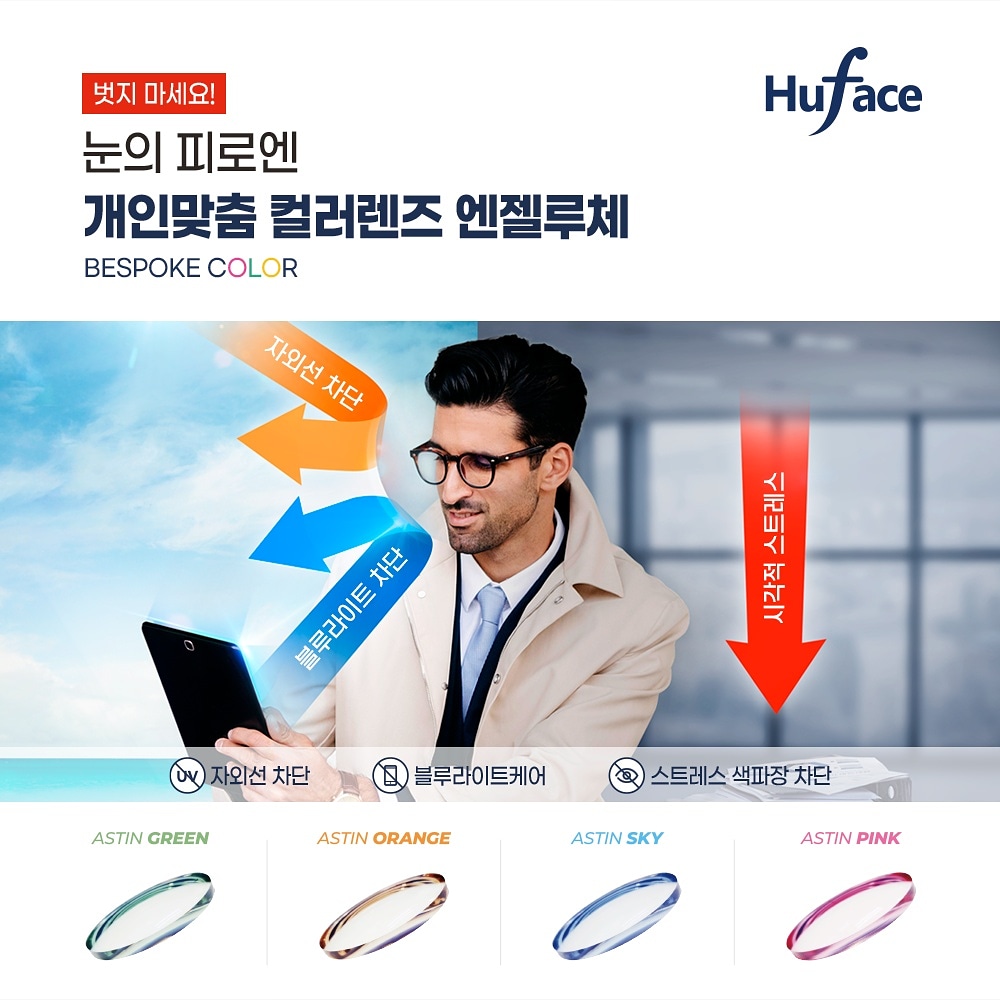 벗지 마세요!
Huface
눈의 피로엔
개인맞춤 컬러렌즈 엔젤루체
BESPOKE COLOR
자외선 차단
블루라이트 차단
시각적 스트레스
UV 자외선 차단
블루라이트케어
스트레스 색파장 차단
ASTIN GREEN
ASTIN ORANGE
ASTIN SKY
ASTIN PINK